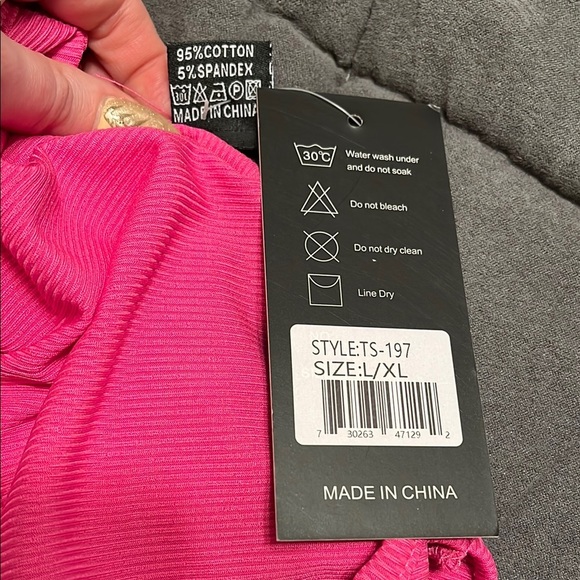 95%COTTON
5%SPANDEX
MADE IN CHINA
30℃
Water wash under
and do not soak
Do not bleach
Do not dry clean
Line Dry
STYLE:TS-197
SIZE:L/XL
7 30263 47129 2
MADE IN CHINA